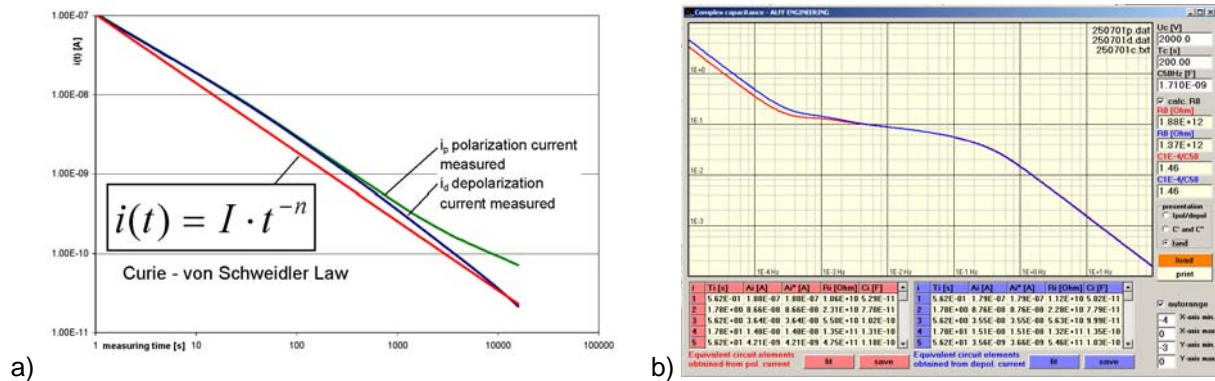 a)
1.00E-07
i(t) [A]
1.00E-08
1.00E-09
1.00E-10
1.00E-11
i_p polarization current
measured
i_d depolarization
current measured
i(t) = I · t^{-n}
Curie - von Schweidler Law
1 10 100 1000 10000 100000
measuring time [s]
b)
Complex capacitance - ALFF ENGINEERING
250701p.dat
250701d.dat
250701c.txt
1E+0
1E-1
1E-2
1E-3
1E-4 Hz 1E-3 Hz 1E-2 Hz 1E-1 Hz 1E+0 Hz 1E+1 Hz
Uc [V]
2000.0
Tc [s]
200.00
C50Hz [F]
1.710E-09
calc. R0
R0 [Ohm]
1.88E+12
R0 [Ohm]
1.37E+12
C1E-4/C50
1.46
C1E-4/C50
1.46
presentation
Ipol/depol
C' and C"
tand
load
print
autorange
-4 X-axis min.
0 X-axis max
-3 Y-axis min.
0 Y-axis max
i Ti [s] Ai [A] Ai* [A] Ri [Ohm] Ci [F]
1 5.62E-01 1.88E-07 1.88E-07 1.06E+10 5.29E-11
2 1.78E+00 8.66E-08 8.66E-08 2.31E+10 7.70E-11
3 5.62E+00 3.64E-08 3.64E-08 5.50E+10 1.02E-10
4 1.78E+01 1.48E-08 1.48E-08 1.35E+11 1.31E-10
5 5.62E+01 4.21E-09 4.21E-09 4.75E+11 1.18E-10
Equivalent circuit elements
obtained from pol. current
fit save
i Ti [s] Ai [A] Ai* [A] Ri [Ohm] Ci [F]
1 5.62E-01 1.79E-07 1.79E-07 1.12E+10 5.02E-11
2 1.78E+00 8.76E-08 8.76E-08 2.28E+10 7.79E-11
3 5.62E+00 3.55E-08 3.55E-08 5.63E+10 9.99E-11
4 1.78E+01 1.51E-08 1.51E-08 1.32E+11 1.35E-10
5 5.62E+01 3.56E-09 3.66E-09 5.46E+11 1.03E-10
Equivalent circuit elements
obtained from depol. current
fit save